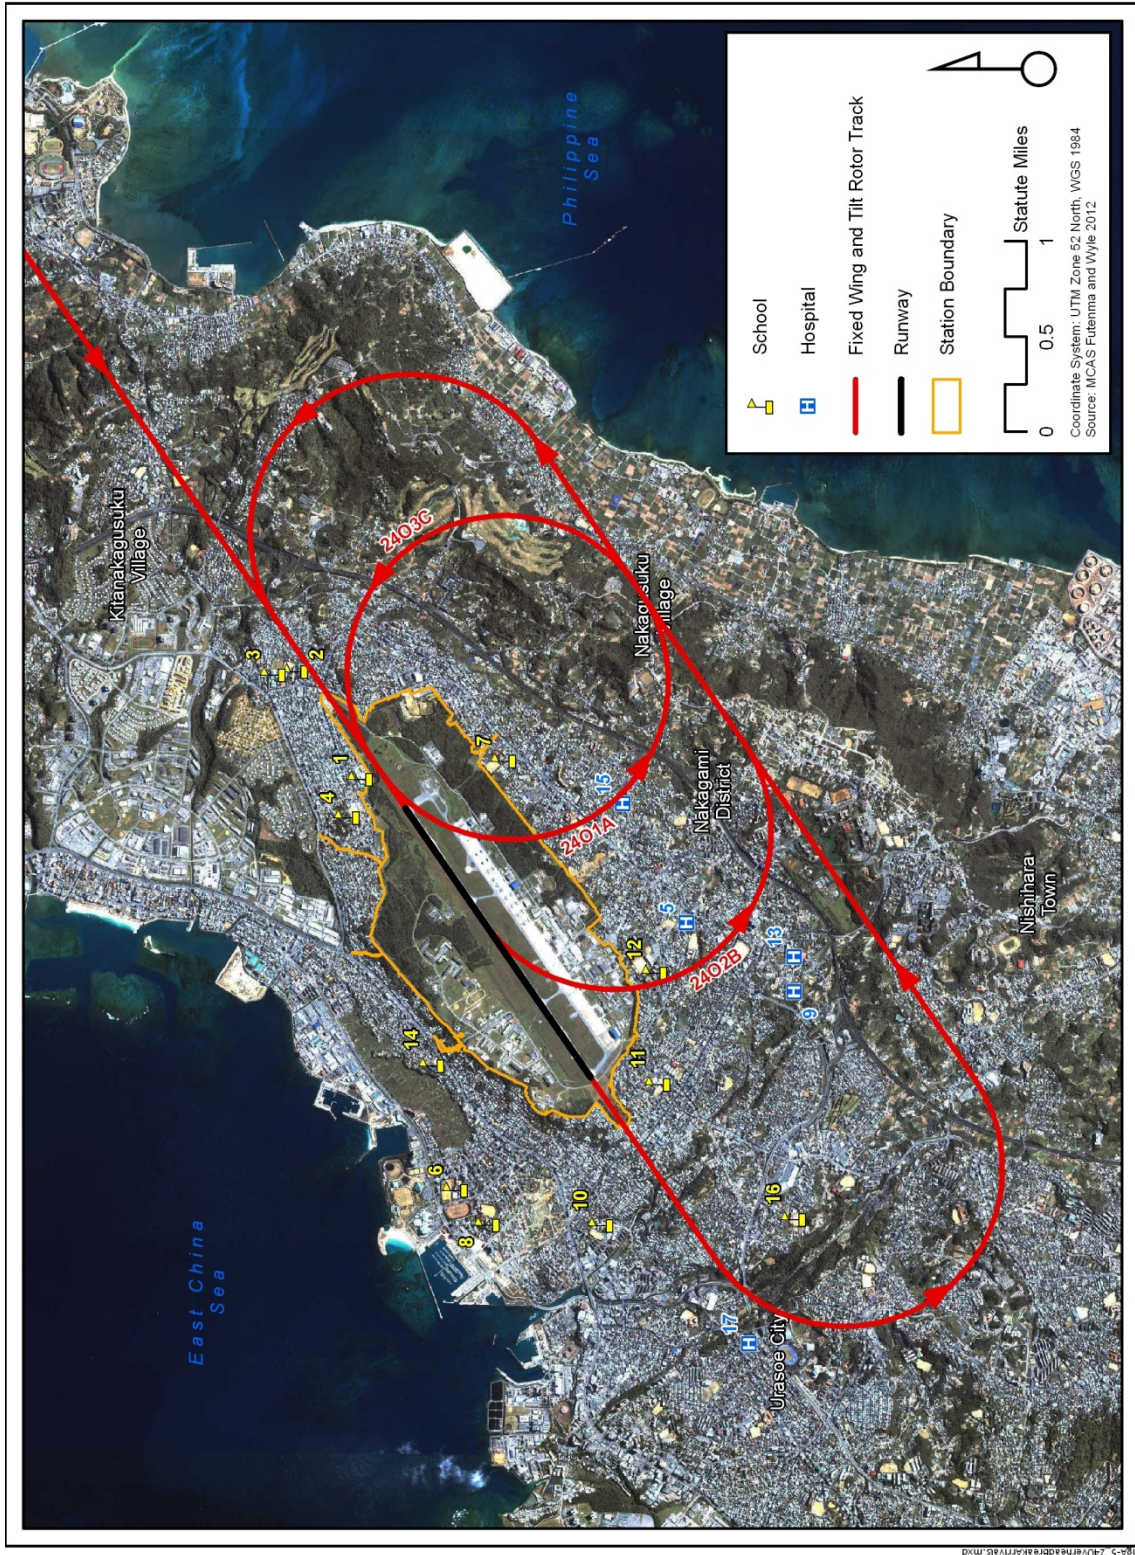 East China
Sea
Philippine
Sea
Kitanakagusuku
Village
Nakagusuku
Village
Nakagami
District
Nishihara
Town
Urasoe City
24O3C
24O1A
24O2B
1
2
3
4
5
6
7
8
9
10
11
12
13
14
15
16
17
H
H
H
H
H
School
H
Hospital
Fixed Wing and Tilt Rotor Track
Runway
Station Boundary
0
0.5
1
Statute Miles
Coordinate System: UTM Zone 52 North, WGS 1984
Source: MCAS Futenma and Wyle 2012